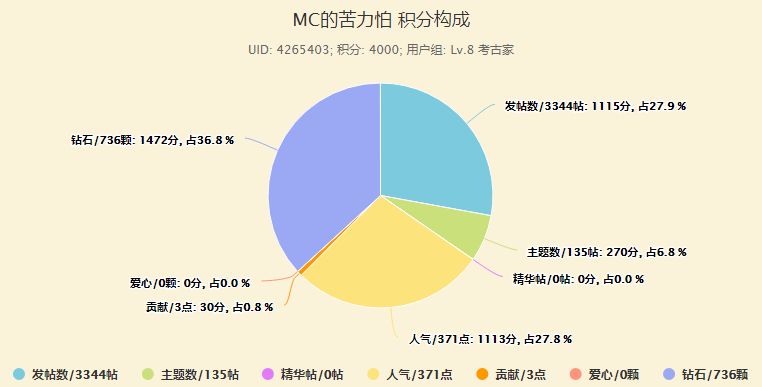 MC的苦力怕 积分构成
UID: 4265403; 积分: 4000; 用户组: Lv.8 考古家
发帖数/3344帖: 1115分, 占27.9 %
钻石/736颗: 1472分, 占36.8 %
主题数/135帖: 270分, 占6.8 %
精华帖/0帖: 0分, 占0.0 %
爱心/0颗: 0分, 占0.0 %
贡献/3点: 30分, 占0.8 %
人气/371点: 1113分, 占27.8 %
发帖数/3344帖 主题数/135帖 精华帖/0帖 人气/371点 贡献/3点 爱心/0颗 钻石/736颗